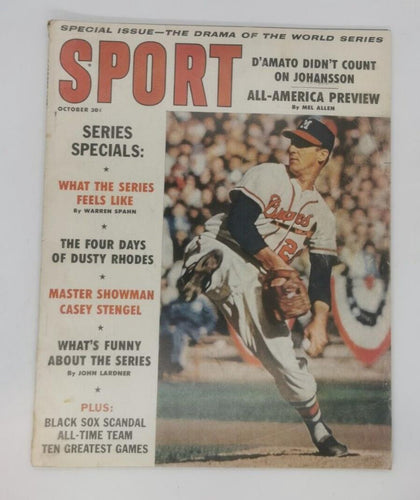 SPECIAL ISSUE—THE DRAMA OF THE WORLD SERIES
SPORT
D'AMATO DIDN'T COUNT
ON JOHANSSON
ALL-AMERICA PREVIEW
By MEL ALLEN
OCTOBER 30¢
SERIES
SPECIALS:
WHAT THE SERIES
FEELS LIKE
By WARREN SPAHN
THE FOUR DAYS
OF DUSTY RHODES
MASTER SHOWMAN
CASEY STENGEL
WHAT'S FUNNY
ABOUT THE SERIES
By JOHN LARDNER
PLUS:
BLACK SOX SCANDAL
ALL-TIME TEAM
TEN GREATEST GAMES
M
Braves
2